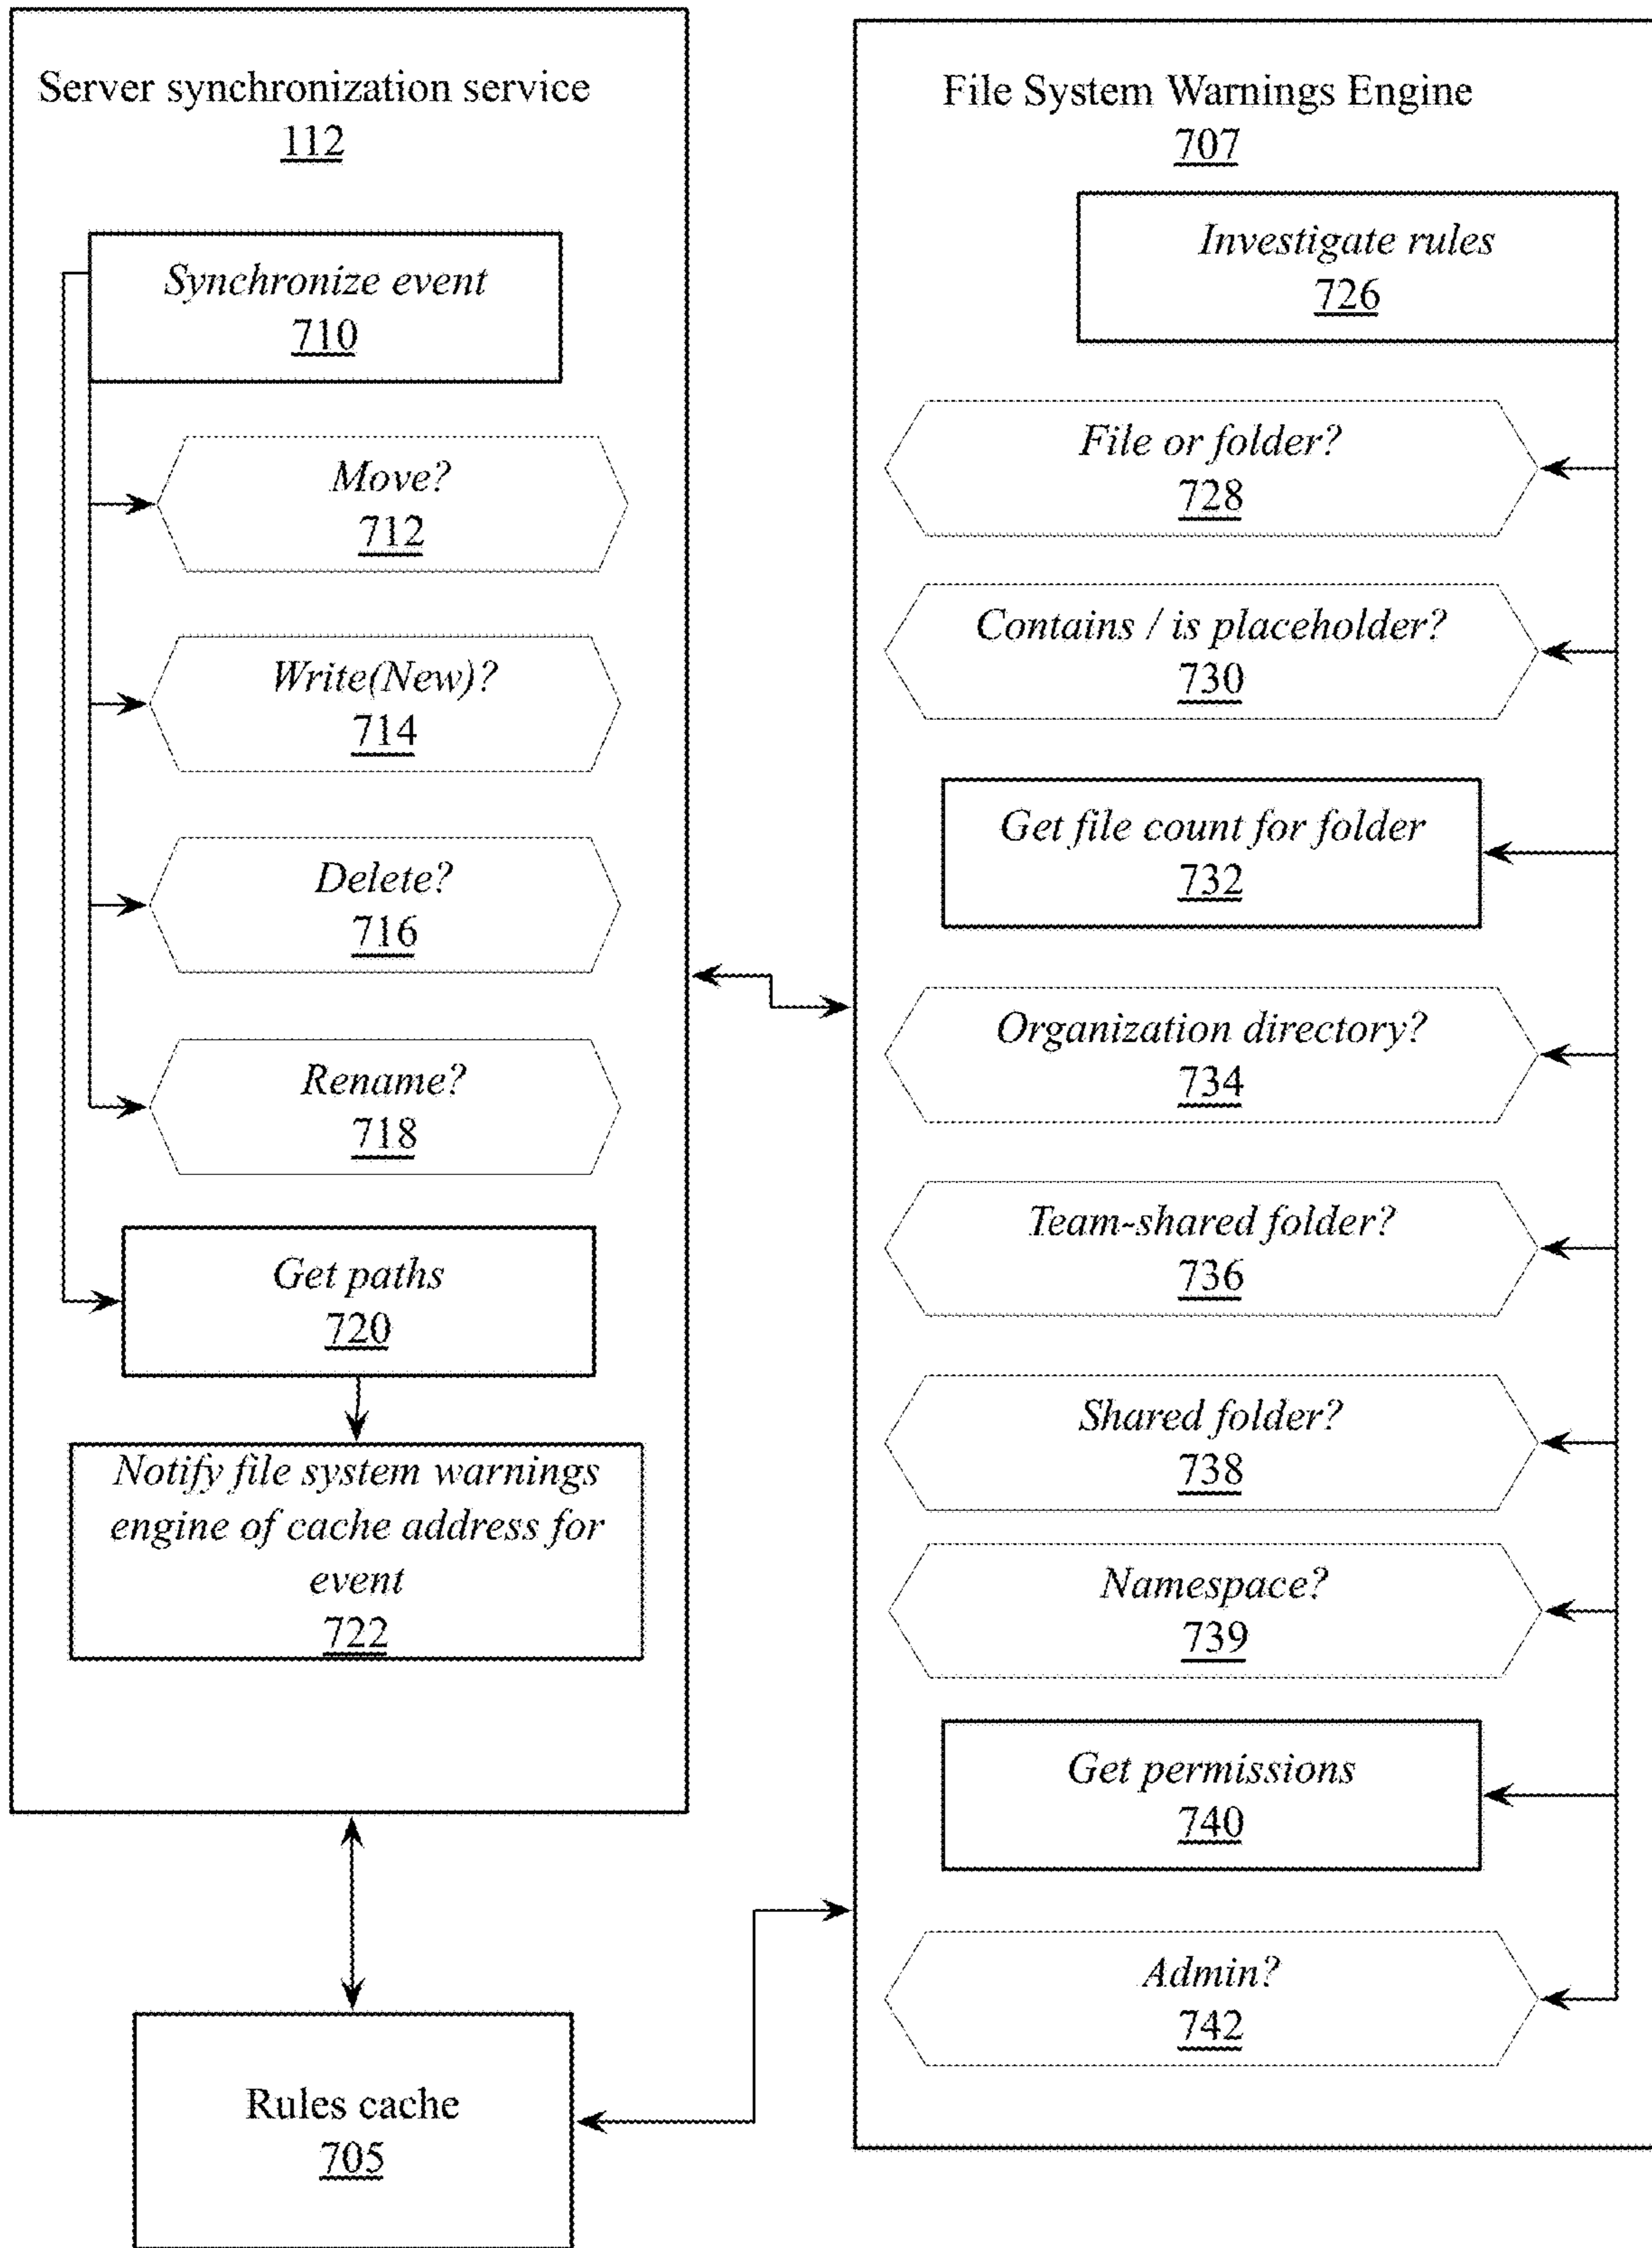 Server synchronization service
112
Synchronize event
710
Move?
712
Write(New)?
714
Delete?
716
Rename?
718
Get paths
720
Notify file system warnings
engine of cache address for
event
722
Rules cache
705
File System Warnings Engine
707
Investigate rules
726
File or folder?
728
Contains / is placeholder?
730
Get file count for folder
732
Organization directory?
734
Team-shared folder?
736
Shared folder?
738
Namespace?
739
Get permissions
740
Admin?
742